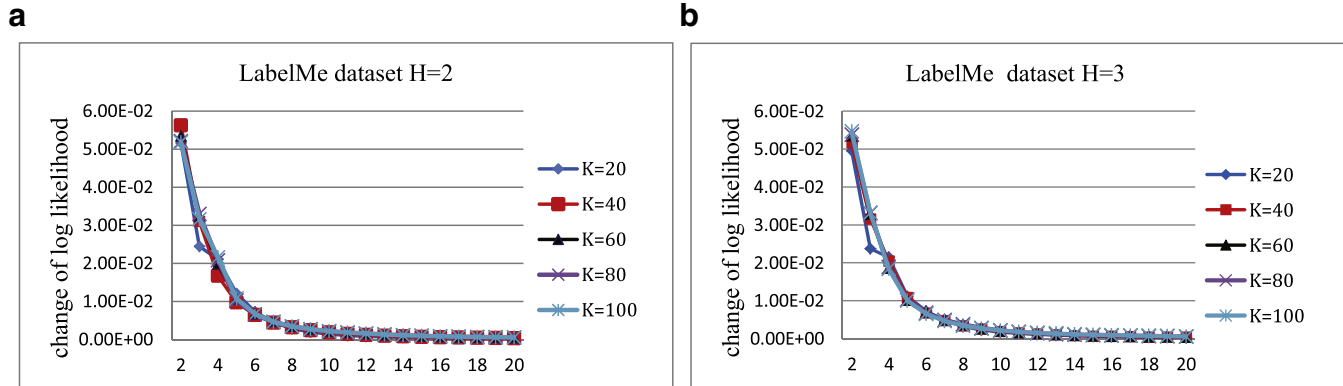 a
LabelMe dataset H=2
change of log likelihood
6.00E-02
5.00E-02
4.00E-02
3.00E-02
2.00E-02
1.00E-02
0.00E+00
2 4 6 8 10 12 14 16 18 20
K=20
K=40
K=60
K=80
K=100
b
LabelMe dataset H=3
change of log likelihood
6.00E-02
5.00E-02
4.00E-02
3.00E-02
2.00E-02
1.00E-02
0.00E+00
2 4 6 8 10 12 14 16 18 20
K=20
K=40
K=60
K=80
K=100